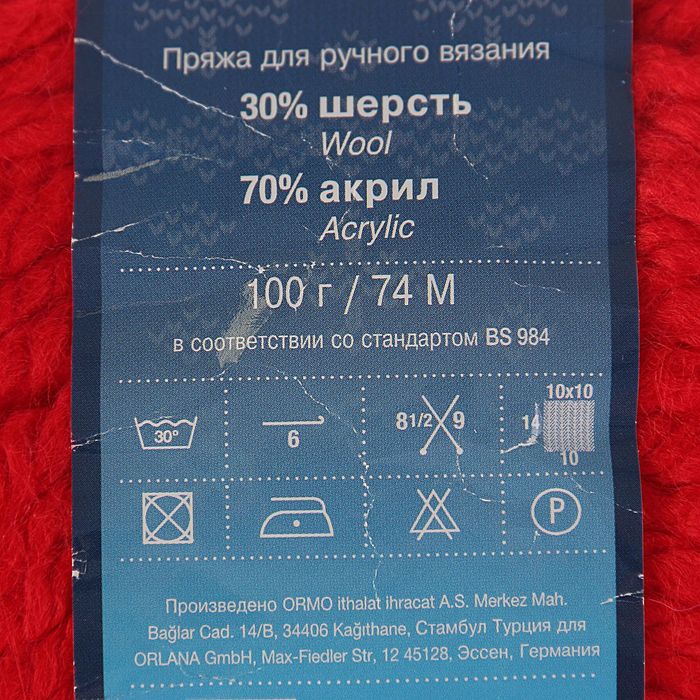 Пряжа для ручного вязания
30% шерсть
Wool
70% акрил
Acrylic
100 г / 74 М
в соответствии со стандартом BS 984
30°
6
8 1/2 9
10x10
14
10
P
Произведено ORMO ithalat ihracat A.S. Merkez Mah.
Bağlar Cad. 14/B, 34406 Kağıthane, Стамбул Турция для
ORLANA GmbH, Max-Fiedler Str, 12 45128, Эссен, Германия